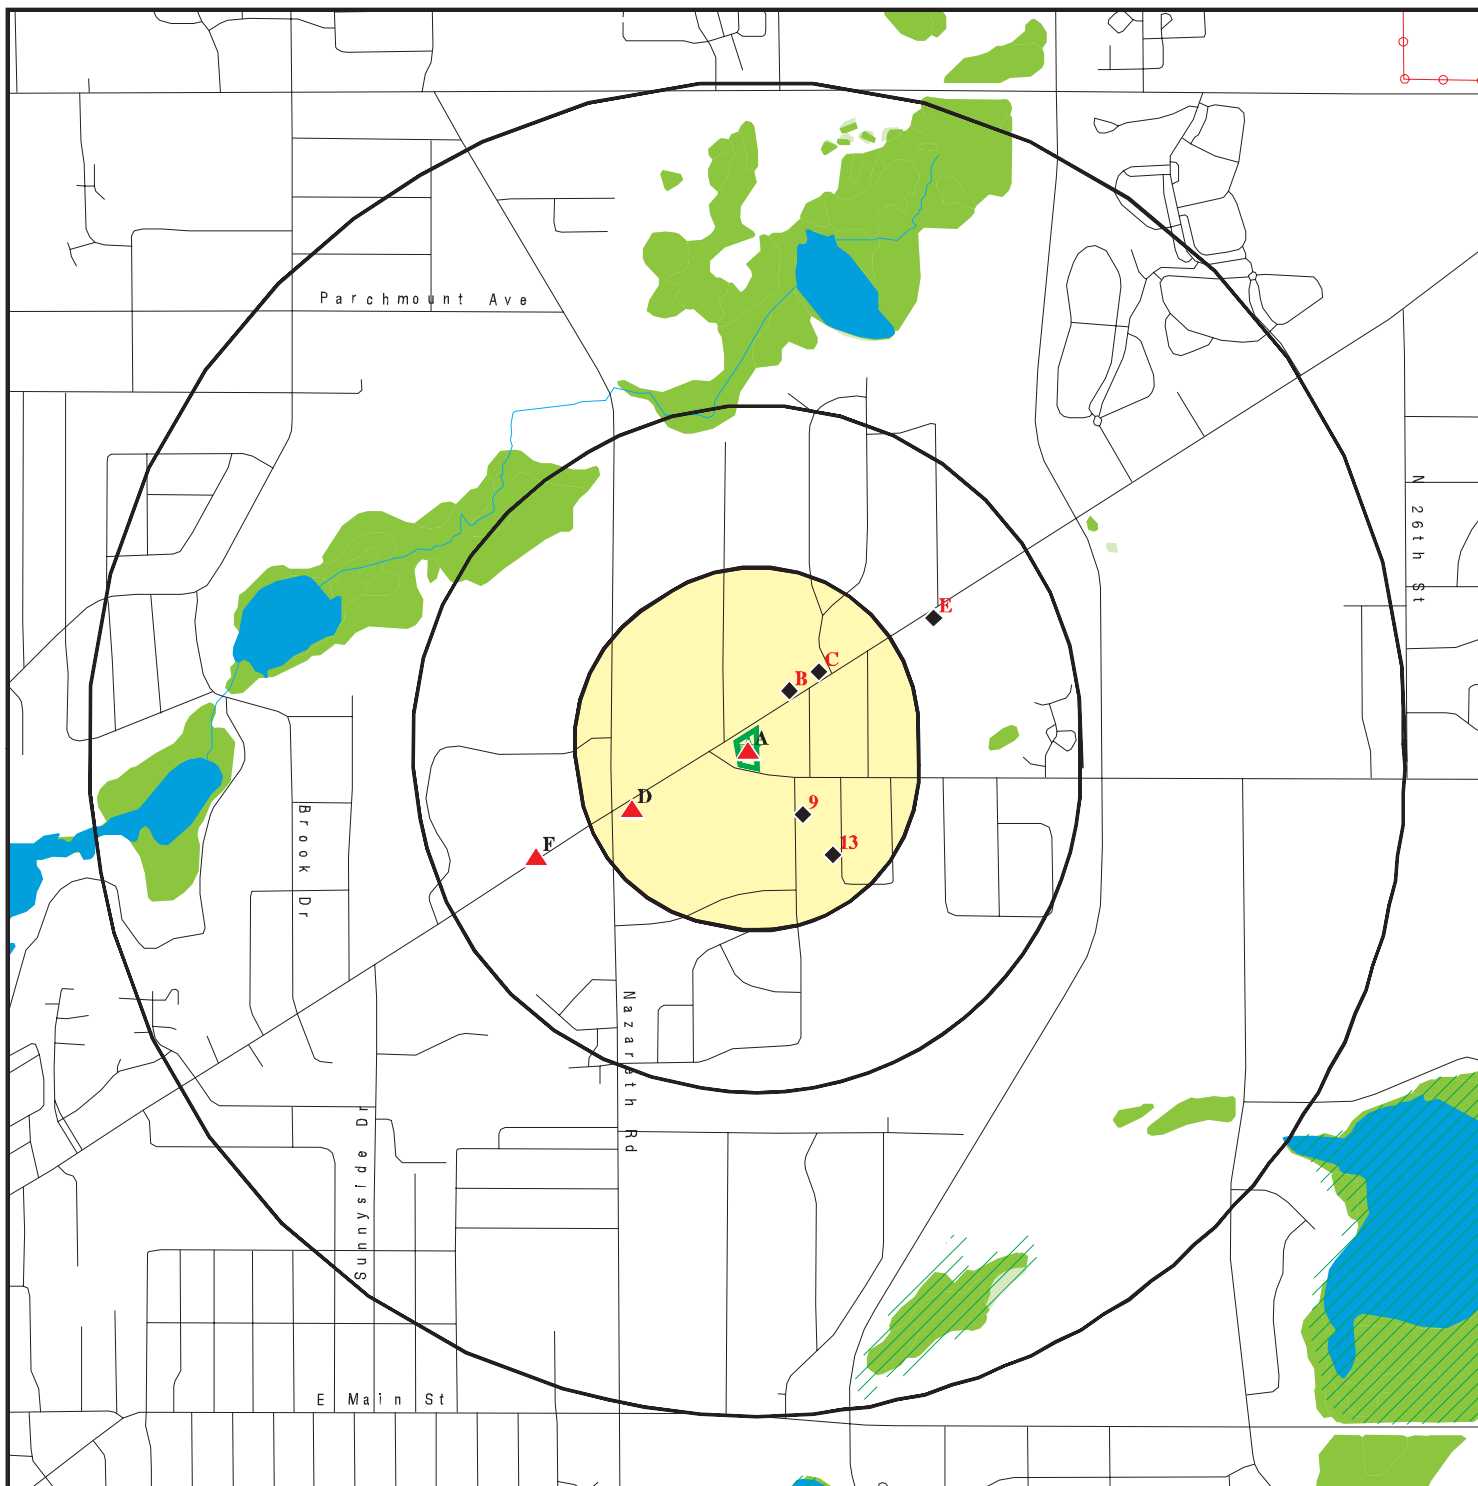 Parchmount Ave
N 26th St
E
C
B
A
D
9
F
13
Brook Dr
Nazareth Rd
Sunnyside Dr
E Main St